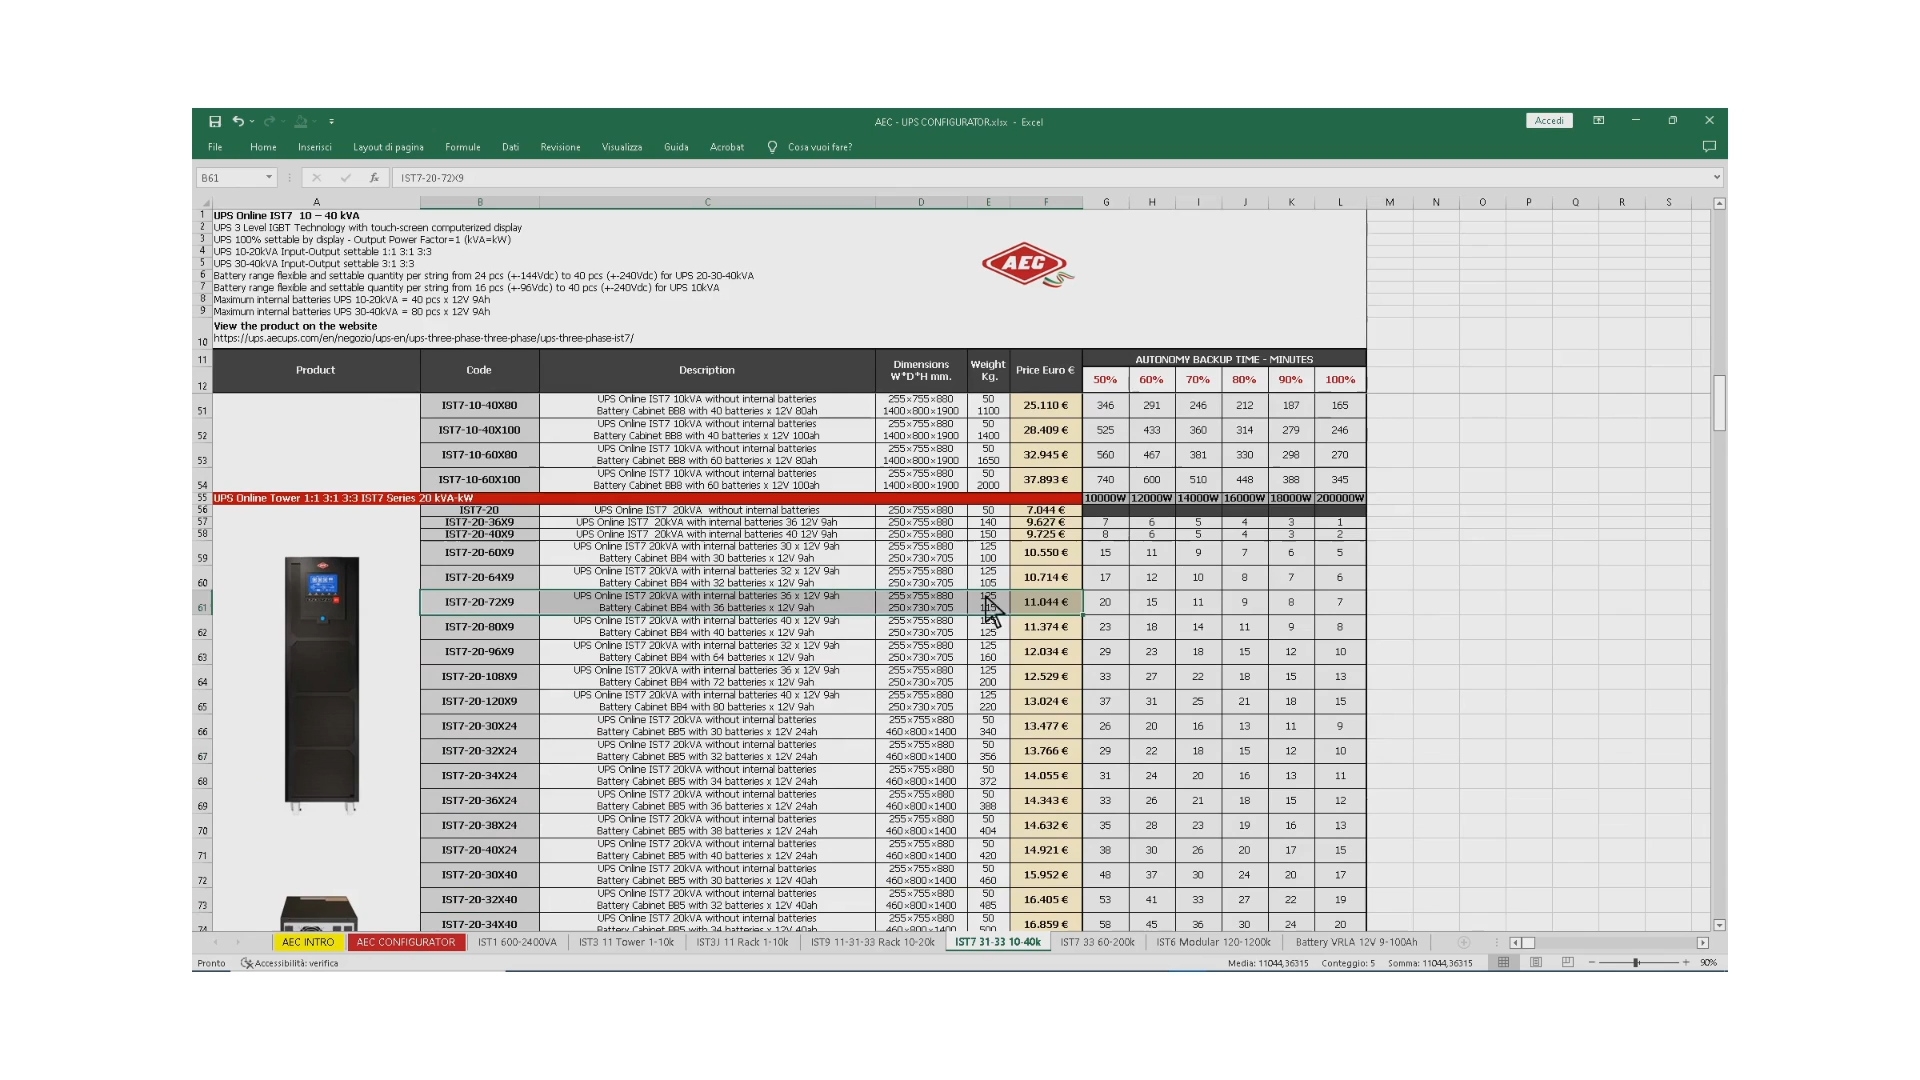 AEC - UPS CONFIGURATOR.xlsx - Excel
Accedi
File Home Inserisci Layout di pagina Formule Dati Revisione Visualizza Guida Acrobat Cosa vuoi fare?
B61 fx IST7-20-72X9
A B C D E F G H I J K L M N O P Q R S
1 UPS Online IST7 10 – 40 kVA
2 UPS 3 Level IGBT Technology with touch-screen computerized display
3 UPS 100% settable by display - Output Power Factor=1 (kVA=kW)
4 UPS 10-20kVA Input-Output settable 1:1 3:1 3:3
5 UPS 30-40kVA Input-Output settable 3:1 3:3
6 Battery range flexible and settable quantity per string from 24 pcs (+-144Vdc) to 40 pcs (+-240Vdc) for UPS 20-30-40kVA
7 Battery range flexible and settable quantity per string from 16 pcs (+-96Vdc) to 40 pcs (+-240Vdc) for UPS 10kVA
8 Maximum internal batteries UPS 10-20kVA = 40 pcs x 12V 9Ah
9 Maximum internal batteries UPS 30-40kVA = 80 pcs x 12V 9Ah
AEC
View the product on the website
10 https://ups.aecups.com/en/negozio/ups-en/ups-three-phase-three-phase/ups-three-phase-ist7/
11 AUTONOMY BACKUP TIME - MINUTES
Product Code Description Dimensions W*D*H mm. Weight Kg. Price Euro €
12 50% 60% 70% 80% 90% 100%
UPS Online IST7 10kVA without internal batteries 255×755×880 50
51 IST7-10-40X80 25.110 € 346 291 246 212 187 165
Battery Cabinet BB8 with 40 batteries x 12V 80ah 1400×800×1900 1100
UPS Online IST7 10kVA without internal batteries 255×755×880 50
52 IST7-10-40X100 28.409 € 525 433 360 314 279 246
Battery Cabinet BB8 with 40 batteries x 12V 100ah 1400×800×1900 1400
UPS Online IST7 10kVA without internal batteries 255×755×880 50
53 IST7-10-60X80 32.945 € 560 467 381 330 298 270
Battery Cabinet BB8 with 60 batteries x 12V 80ah 1400×800×1900 1650
UPS Online IST7 10kVA without internal batteries 255×755×880 50
54 IST7-10-60X100 37.893 € 740 600 510 448 388 345
Battery Cabinet BB8 with 60 batteries x 12V 100ah 1400×800×1900 2000
55 UPS Online Tower 1:1 3:1 3:3 IST7 Series 20 kVA-kW 10000W 12000W 14000W 16000W 18000W 200000W
56 IST7-20 UPS Online IST7 20kVA without internal batteries 250×755×880 50 7.044 €
57 IST7-20-36X9 UPS Online IST7 20kVA with internal batteries 36 12V 9ah 250×755×880 140 9.627 € 7 6 5 4 3 1
58 IST7-20-40X9 UPS Online IST7 20kVA with internal batteries 40 12V 9ah 250×755×880 150 9.725 € 8 6 5 4 3 2
UPS Online IST7 20kVA with internal batteries 30 x 12V 9ah 255×755×880 125
59 IST7-20-60X9 10.550 € 15 11 9 7 6 5
Battery Cabinet BB4 with 30 batteries x 12V 9ah 250×730×705 100
UPS Online IST7 20kVA with internal batteries 32 x 12V 9ah 255×755×880 125
60 IST7-20-64X9 10.714 € 17 12 10 8 7 6
Battery Cabinet BB4 with 32 batteries x 12V 9ah 250×730×705 105
UPS Online IST7 20kVA with internal batteries 36 x 12V 9ah 255×755×880 125
61 IST7-20-72X9 11.044 € 20 15 11 9 8 7
Battery Cabinet BB4 with 36 batteries x 12V 9ah 250×730×705
UPS Online IST7 20kVA with internal batteries 40 x 12V 9ah 255×755×880
62 IST7-20-80X9 11.374 € 23 18 14 11 9 8
Battery Cabinet BB4 with 40 batteries x 12V 9ah 250×730×705 125
UPS Online IST7 20kVA with internal batteries 32 x 12V 9ah 255×755×880 125
63 IST7-20-96X9 12.034 € 29 23 18 15 12 10
Battery Cabinet BB4 with 64 batteries x 12V 9ah 250×730×705 160
UPS Online IST7 20kVA with internal batteries 36 x 12V 9ah 255×755×880 125
64 IST7-20-108X9 12.529 € 33 27 22 18 15 13
Battery Cabinet BB4 with 72 batteries x 12V 9ah 250×730×705 200
UPS Online IST7 20kVA with internal batteries 40 x 12V 9ah 255×755×880 125
65 IST7-20-120X9 13.024 € 37 31 25 21 18 15
Battery Cabinet BB4 with 80 batteries x 12V 9ah 250×730×705 220
UPS Online IST7 20kVA without internal batteries 255×755×880 50
66 IST7-20-30X24 13.477 € 26 20 16 13 11 9
Battery Cabinet BB5 with 30 batteries x 12V 24ah 460×800×1400 340
UPS Online IST7 20kVA without internal batteries 255×755×880 50
67 IST7-20-32X24 13.766 € 29 22 18 15 12 10
Battery Cabinet BB5 with 32 batteries x 12V 24ah 460×800×1400 356
UPS Online IST7 20kVA without internal batteries 255×755×880 50
68 IST7-20-34X24 14.055 € 31 24 20 16 13 11
Battery Cabinet BB5 with 34 batteries x 12V 24ah 460×800×1400 372
UPS Online IST7 20kVA without internal batteries 255×755×880 50
69 IST7-20-36X24 14.343 € 33 26 21 18 15 12
Battery Cabinet BB5 with 36 batteries x 12V 24ah 460×800×1400 388
UPS Online IST7 20kVA without internal batteries 255×755×880 50
70 IST7-20-38X24 14.632 € 35 28 23 19 16 13
Battery Cabinet BB5 with 38 batteries x 12V 24ah 460×800×1400 404
UPS Online IST7 20kVA without internal batteries 255×755×880 50
71 IST7-20-40X24 14.921 € 38 30 26 20 17 15
Battery Cabinet BB5 with 40 batteries x 12V 24ah 460×800×1400 420
UPS Online IST7 20kVA without internal batteries 255×755×880 50
72 IST7-20-30X40 15.952 € 48 37 30 24 20 17
Battery Cabinet BB5 with 30 batteries x 12V 40ah 460×800×1400 460
UPS Online IST7 20kVA without internal batteries 255×755×880 50
73 IST7-20-32X40 16.405 € 53 41 33 27 22 19
Battery Cabinet BB5 with 32 batteries x 12V 40ah 460×800×1400 485
UPS Online IST7 20kVA without internal batteries 255×755×880 50
74 IST7-20-34X40 16.859 € 58 45 36 30 24 20
Battery Cabinet BB5 with 34 batteries x 12V 40ah 460×800×1400 500
AEC INTRO AEC CONFIGURATOR IST1 600-2400VA IST3 11 Tower 1-10k IST3J 11 Rack 1-10k IST9 11-31-33 Rack 10-20k IST7 31-33 10-40k IST7 33 60-200k IST6 Modular 120-1200k Battery VRLA 12V 9-100Ah
Pronto Accessibilità: verifica Media: 11044,36315 Conteggio: 5 Somma: 11044,36315 90%